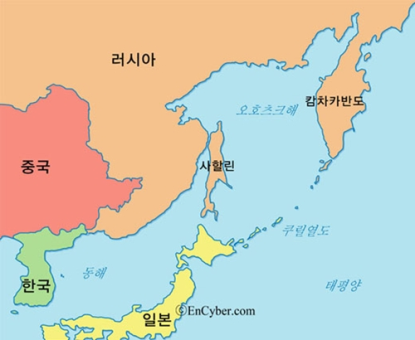 러시아
캄차카반도
오호츠크해
중국
사할린
쿠릴열도
한국
동해
태평양
일본
©EnCyber.com